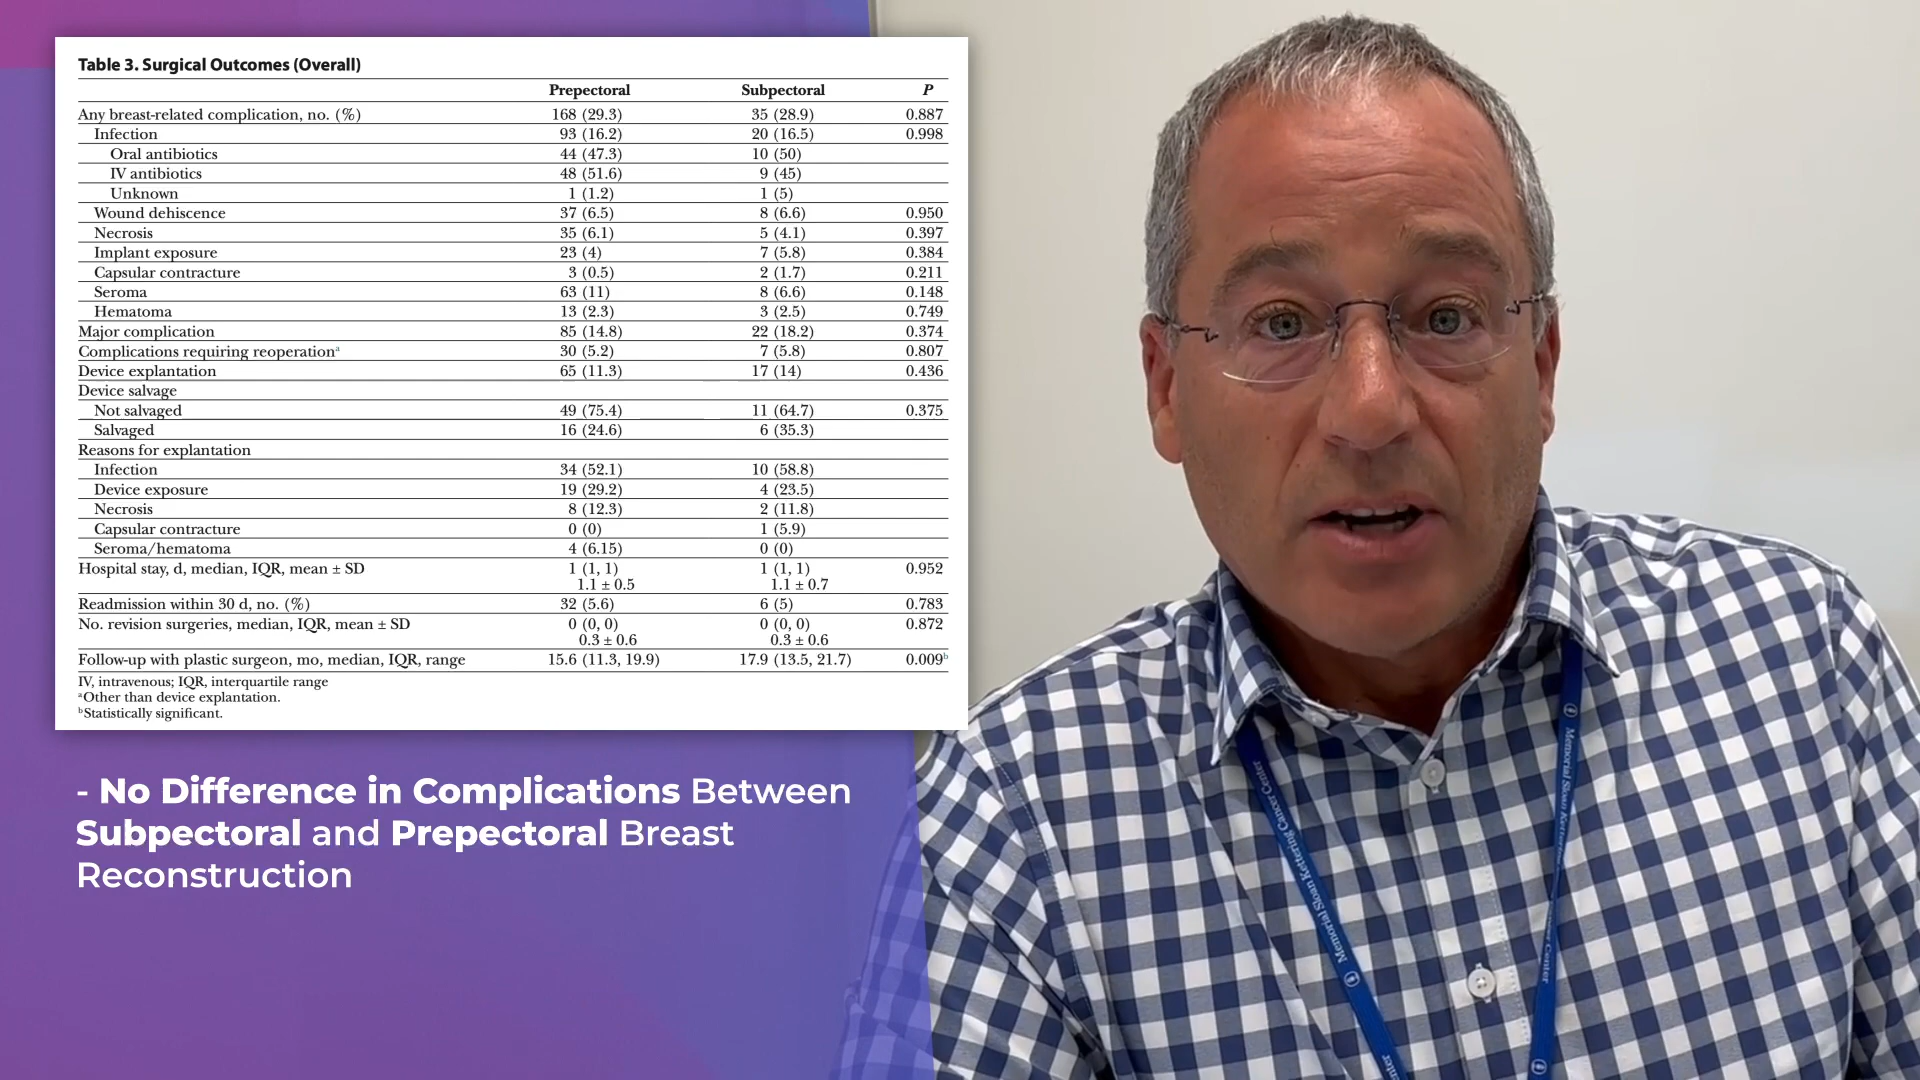 Table 3. Surgical Outcomes (Overall)
Prepectoral Subpectoral P
Any breast-related complication, no. (%) 168 (29.3) 35 (28.9) 0.887
Infection 93 (16.2) 20 (16.5) 0.998
Oral antibiotics 44 (47.3) 10 (50)
IV antibiotics 48 (51.6) 9 (45)
Unknown 1 (1.2) 1 (5)
Wound dehiscence 37 (6.5) 8 (6.6) 0.950
Necrosis 35 (6.1) 5 (4.1) 0.397
Implant exposure 23 (4) 7 (5.8) 0.384
Capsular contracture 3 (0.5) 2 (1.7) 0.211
Seroma 63 (11) 8 (6.6) 0.148
Hematoma 13 (2.3) 3 (2.5) 0.749
Major complication 85 (14.8) 22 (18.2) 0.374
Complications requiring reoperationᵃ 30 (5.2) 7 (5.8) 0.807
Device explantation 65 (11.3) 17 (14) 0.436
Device salvage
Not salvaged 49 (75.4) 11 (64.7) 0.375
Salvaged 16 (24.6) 6 (35.3)
Reasons for explantation
Infection 34 (52.1) 10 (58.8)
Device exposure 19 (29.2) 4 (23.5)
Necrosis 8 (12.3) 2 (11.8)
Capsular contracture 0 (0) 1 (5.9)
Seroma/hematoma 4 (6.15) 0 (0)
Hospital stay, d, median, IQR, mean ± SD 1 (1, 1) 1 (1, 1) 0.952
1.1 ± 0.5 1.1 ± 0.7
Readmission within 30 d, no. (%) 32 (5.6) 6 (5) 0.783
No. revision surgeries, median, IQR, mean ± SD 0 (0, 0) 0 (0, 0) 0.872
0.3 ± 0.6 0.3 ± 0.6
Follow-up with plastic surgeon, mo, median, IQR, range 15.6 (11.3, 19.9) 17.9 (13.5, 21.7) 0.009ᵇ
IV, intravenous; IQR, interquartile range
ᵃOther than device explantation.
ᵇStatistically significant.
- No Difference in Complications Between
Subpectoral and Prepectoral Breast
Reconstruction
Memorial Sloan Kettering Cancer Center
Memorial Sloan Kettering Cancer Center